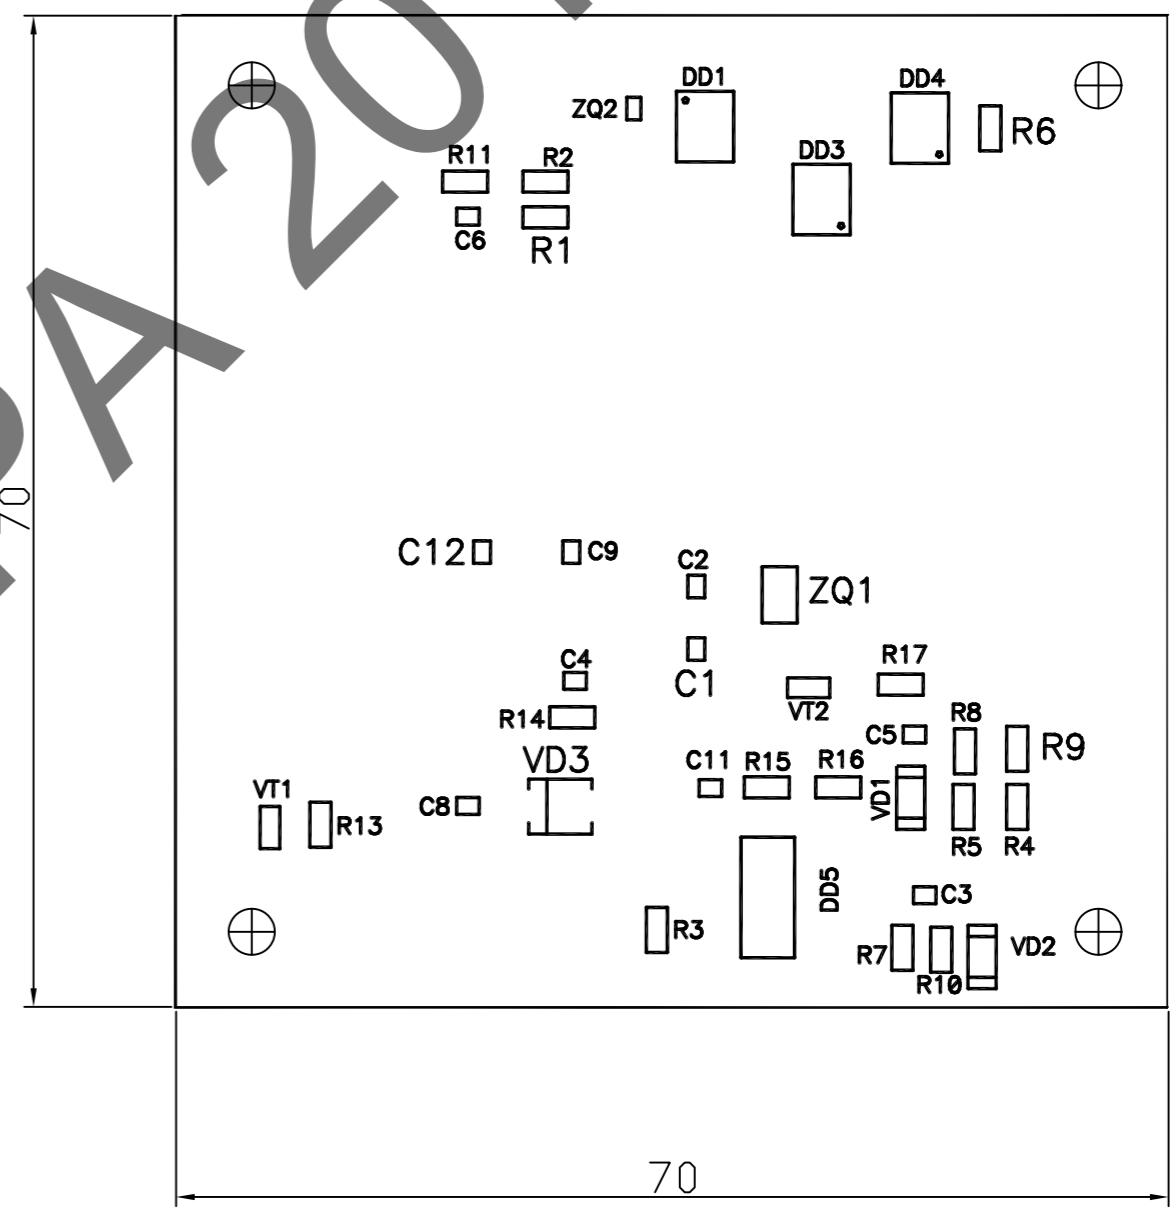 DD1
DD4
ZQ2
R6
DD3
R11
R2
C6
R1
70
C12
C9
C2
ZQ1
C4
C1
R17
R14
VT2
C5
R8
R9
VD3
C11
R15
R16
VD1
VT1
C8
R13
R5
R4
DD5
C3
R3
R7
R10
VD2
70
РА 20